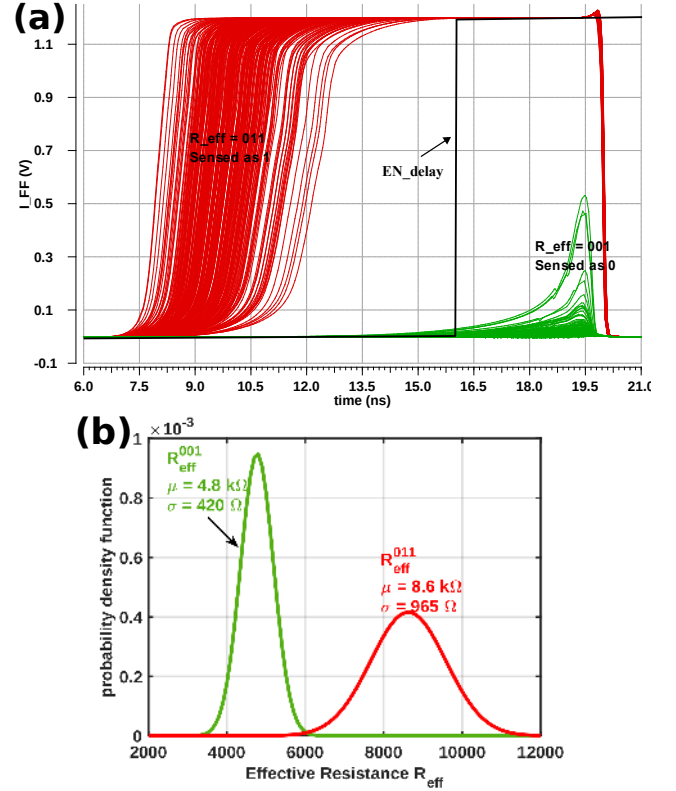 (a)
I_FF (V)
1.1
0.9
0.7
0.5
0.3
0.1
-0.1
R_eff = 011
Sensed as 1
EN_delay
R_eff = 001
Sensed as 0
6.0 7.5 9.0 10.5 12.0 13.5 15.0 16.5 18.0 19.5 21.0
time (ns)
(b)
×10⁻³
probability density function
1
0.8
0.6
0.4
0.2
0
R_eff^001
μ = 4.8 kΩ
σ = 420 Ω
R_eff^011
μ = 8.6 kΩ
σ = 965 Ω
2000 4000 6000 8000 10000 12000
Effective Resistance R_eff